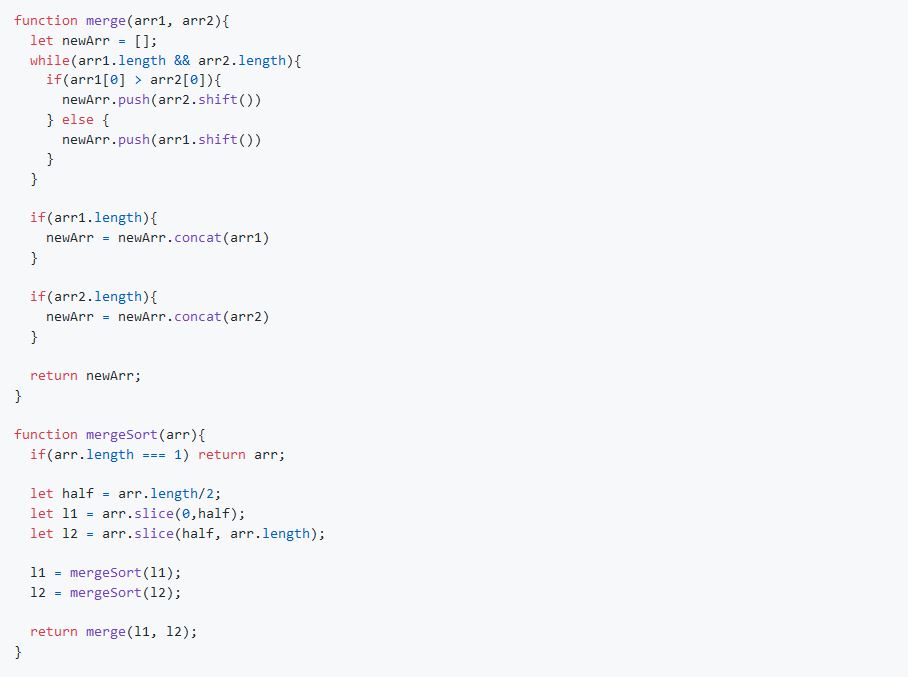 function merge(arr1, arr2){
  let newArr = [];
  while(arr1.length && arr2.length){
    if(arr1[0] > arr2[0]){
      newArr.push(arr2.shift())
    } else {
      newArr.push(arr1.shift())
    }
  }

  if(arr1.length){
    newArr = newArr.concat(arr1)
  }

  if(arr2.length){
    newArr = newArr.concat(arr2)
  }

  return newArr;
}

function mergeSort(arr){
  if(arr.length === 1) return arr;

  let half = arr.length/2;
  let l1 = arr.slice(0,half);
  let l2 = arr.slice(half, arr.length);

  l1 = mergeSort(l1);
  l2 = mergeSort(l2);

  return merge(l1, l2);
}